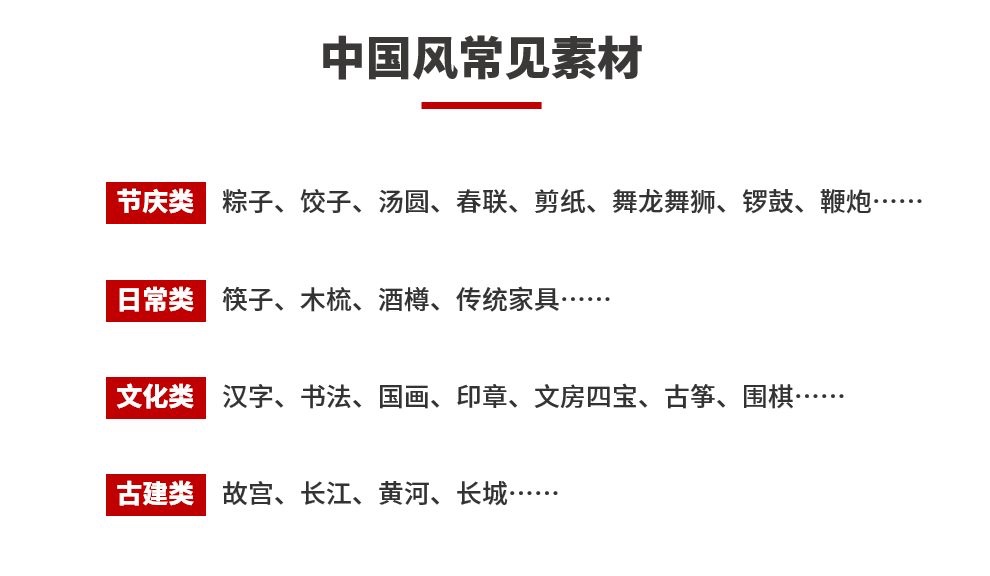 中国风常见素材
节庆类 粽子、饺子、汤圆、春联、剪纸、舞龙舞狮、锣鼓、鞭炮……
日常类 筷子、木梳、酒樽、传统家具……
文化类 汉字、书法、国画、印章、文房四宝、古筝、围棋……
古建类 故宫、长江、黄河、长城……